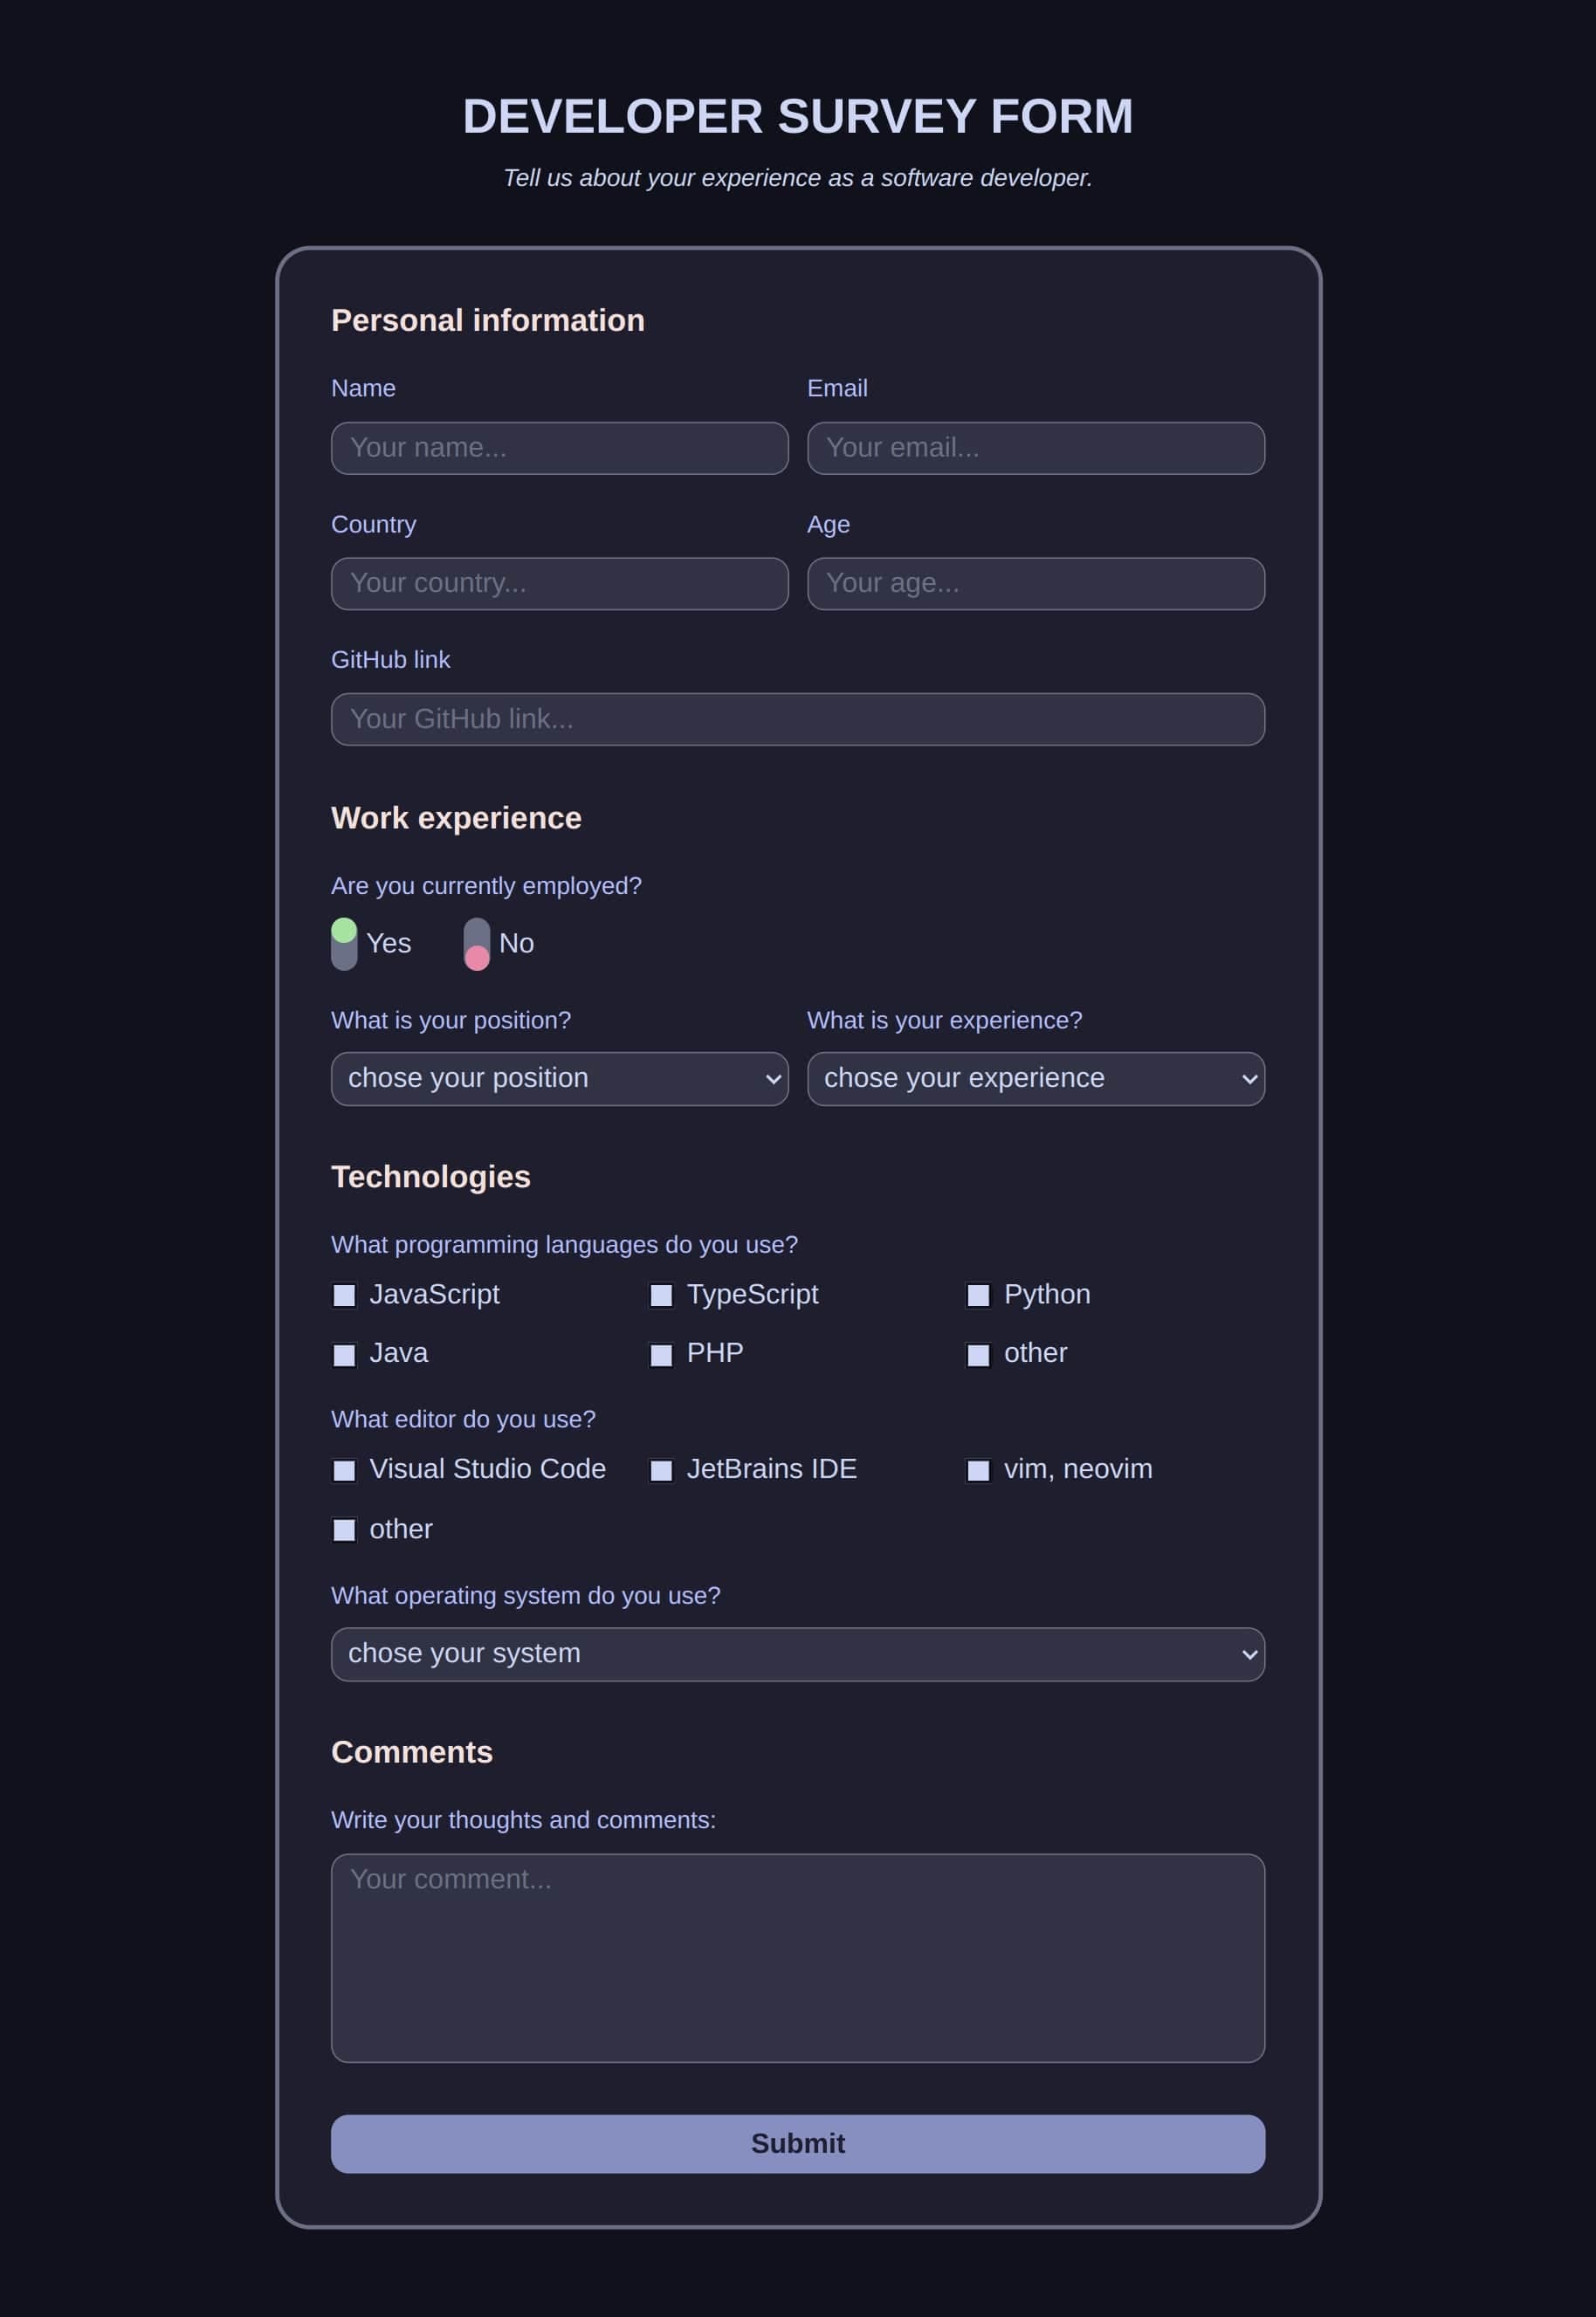 DEVELOPER SURVEY FORM
Tell us about your experience as a software developer.
Personal information
Name Email
Your name... Your email...
Country Age
Your country... Your age...
GitHub link
Your GitHub link...
Work experience
Are you currently employed?
Yes No
What is your position? What is your experience?
chose your position chose your experience
Technologies
What programming languages do you use?
JavaScript TypeScript Python
Java PHP other
What editor do you use?
Visual Studio Code JetBrains IDE vim, neovim
other
What operating system do you use?
chose your system
Comments
Write your thoughts and comments:
Your comment...
Submit